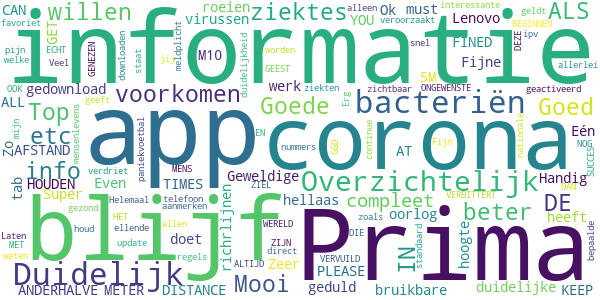 CAN willen roeien ziektes YOU Ok must ALS
favoriet virussen alleen veroorzaakt Lenovo geldt BEGINNEN interessante
informatie
pijn welke ECHT Veel GENEZEN downloaden staat meldplicht GET M10 worden GEEST duidelijkheid jij FINED 5M Fijne snel DEZE ipv ONGEWENSTE allerlei
OOK gedownload voorkomen werk ziekten zichtbaar geactiveerd
ALL Top geeft mensenlevens Goede bacteriën Goed
Zo AFSTAND mijn etc app corona Erg nummers EN GGD continue Fijn nationale Eén NOG SUCCES
tab info HOUDEN verdriet paniekvoetbal MENS Geweldige AT Handig
Super Even TIMES ZIEL Overzichtelijk VERBITTERT DAN
gezond Helemaal aanmerken telefoon hellaas compleet DE
Laten HET blijf richrlijnen allen WERELD Prima oorlog IN beter heeft
MET houd ellende doet ZIJN zoals DIE hoogte bepaalde
weten Duidelijk update regels Mooi ALTIJD direct Zeer VERVUILD geduld PLEASE standaard bruikbare duidelijke KEEP
ANDERHALVE METER DISTANCE